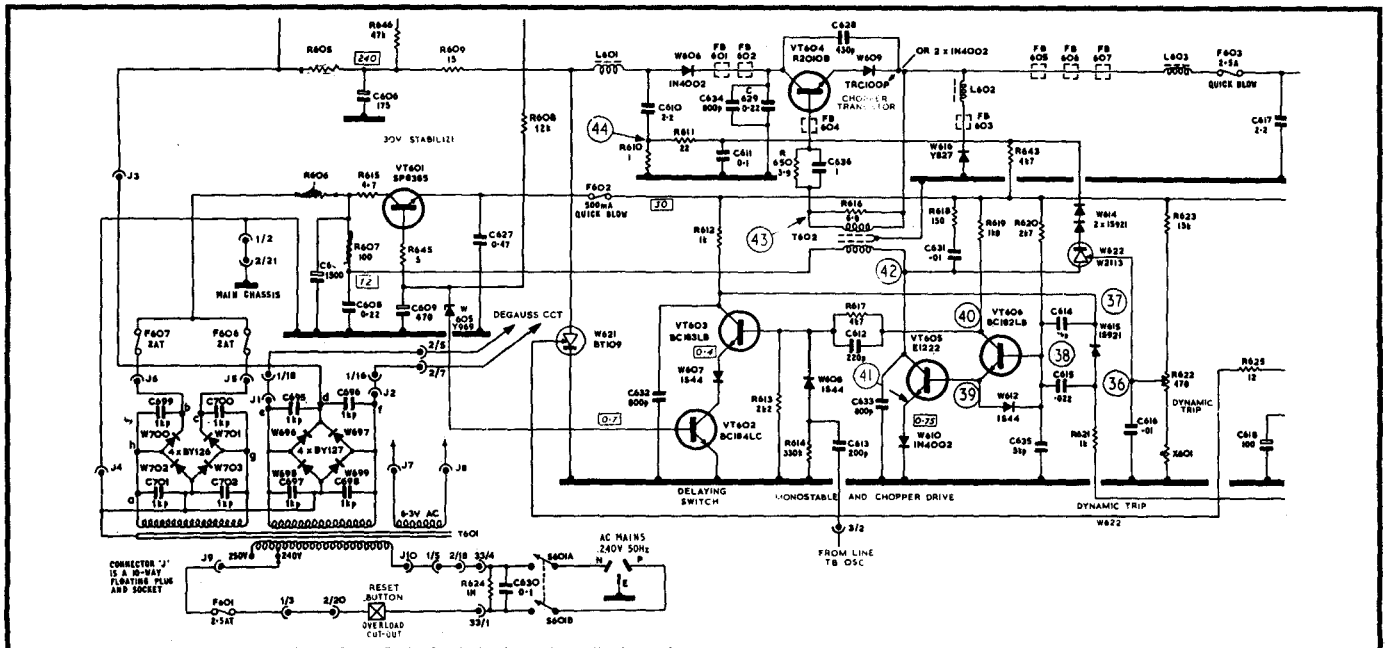 R646
47k
R605
240
R609
15
C606
175
30V STABILIZI
R608
12k
L601
W606
1N4002
FB
601
FB
602
C628
430p
VT604
R2010B
W609
TRC100P
CHOPPER
TRANSISTOR
OR 2 x 1N4002
FB
605
FB
606
FB
607
L603
F603
2·5A
QUICK BLOW
C610
2·2
C634
800p
C
629
0·22
FB
604
L602
FB
603
C617
2·2
44
R610
1
R611
22
C611
0·1
R
650
3·9
C636
1
W616
Y827
R643
4k7
J3
R606
R615
4·7
VT601
SP8385
F602
500mA
QUICK BLOW
30
R612
1k
R616
6·8
43
T602
R618
150
C631
·01
R619
1k8
R620
2k7
W614
2 x 1S921
R623
15k
1/2
2/21
MAIN CHASSIS
R607
100
C6
1500
12
R645
5
C627
0·47
42
W622
W2113
C608
0·22
C609
470
W
605
Y969
DEGAUSS CCT
W621
BT109
37
F607
2AT
F606
2AT
2/5
2/7
VT603
BC183LB
0·4
R617
4k7
C612
220p
40
VT606
BC182LB
C614
W615
1S921
38
VT605
E1222
R625
12
J6
J5
1/18
1/16
J1
J2
C632
800p
W607
1S44
W608
1S44
41
39
C615
·022
36
R622
470
DYNAMIC
TRIP
C699
1kp
C700
1kp
C695
1kp
C696
1kp
0·7
R613
2k2
C633
800p
0·75
W612
1S44
W700
W701
4 x BY126
W702
W703
W696
W697
4 x BY127
W698
W699
VT602
BC184LC
R614
330k
C613
200p
W610
1N4002
C635
5kp
R621
1k
C616
·01
X601
C618
100
C701
1kp
C702
1kp
C697
1kp
C698
1kp
J4
J7
J8
a
b
c
d
e
f
g
h
6·3V AC
T601
DELAYING
SWITCH
MONOSTABLE AND CHOPPER DRIVE
DYNAMIC TRIP
W622
3/2
FROM LINE
TB OSC
CONNECTOR 'J'
IS A 10-WAY
FLOATING PLUG
AND SOCKET
J9
250V
240V
J10
1/5
2/18
33/4
S601A
AC MAINS
240V 50Hz
N
P
E
R624
1M
C630
0·1
F601
2·5AT
1/3
2/20
RESET
BUTTON
OVERLOAD
CUT-OUT
33/1
S601B